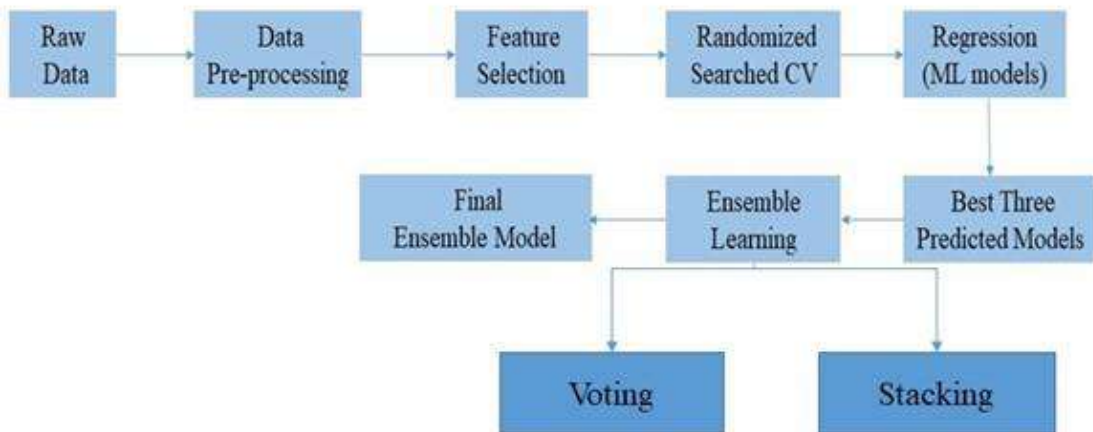 Raw
Data
Data
Pre-processing
Feature
Selection
Randomized
Searched CV
Regression
(ML models)
Best Three
Predicted Models
Ensemble
Learning
Final
Ensemble Model
Voting
Stacking